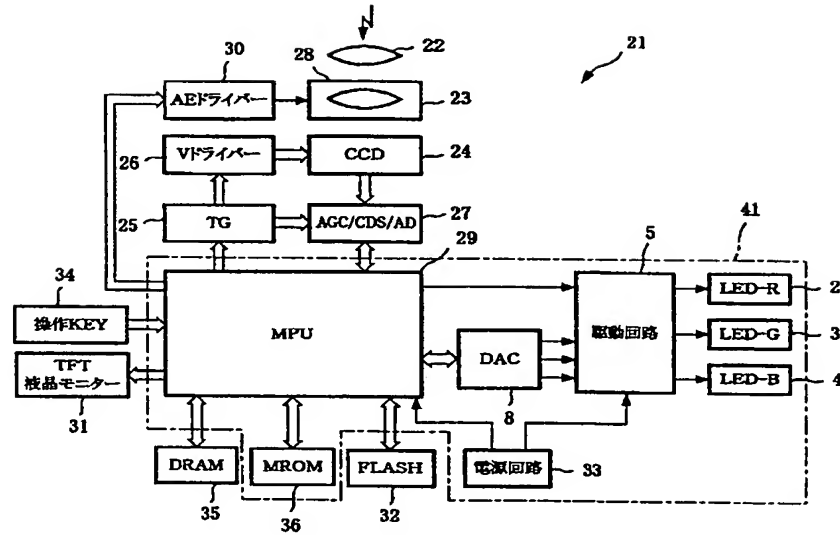 30
28
22
21
AEドライバー
23
26
Vドライバー
CCD
24
25
TG
AGC/CDS/AD
27
41
34
29
5
操作KEY
MPU
駆動回路
LED-R
2
TFT
液晶モニター
DAC
LED-G
3
31
8
LED-B
4
DRAM
MROM
FLASH
電源回路
33
35
36
32